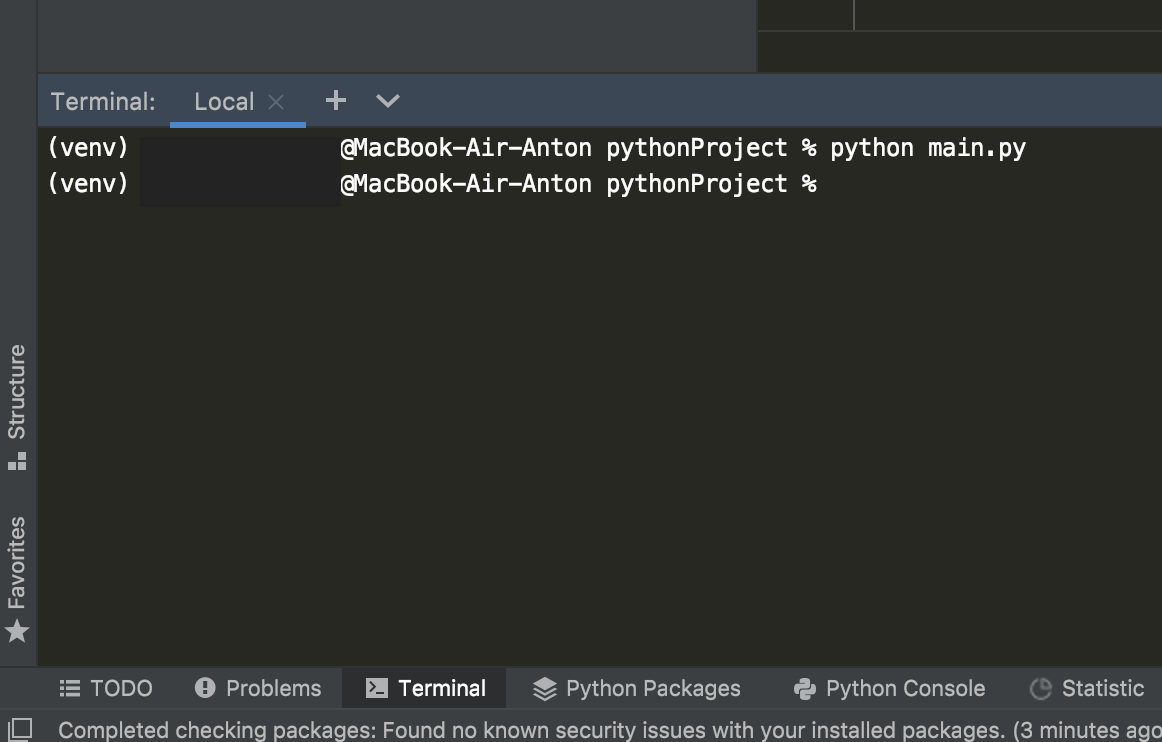 Terminal: Local
(venv) @MacBook-Air-Anton pythonProject % python main.py
(venv) @MacBook-Air-Anton pythonProject %
Structure
Favorites
TODO Problems Terminal Python Packages Python Console Statistic
Completed checking packages: Found no known security issues with your installed packages. (3 minutes ago